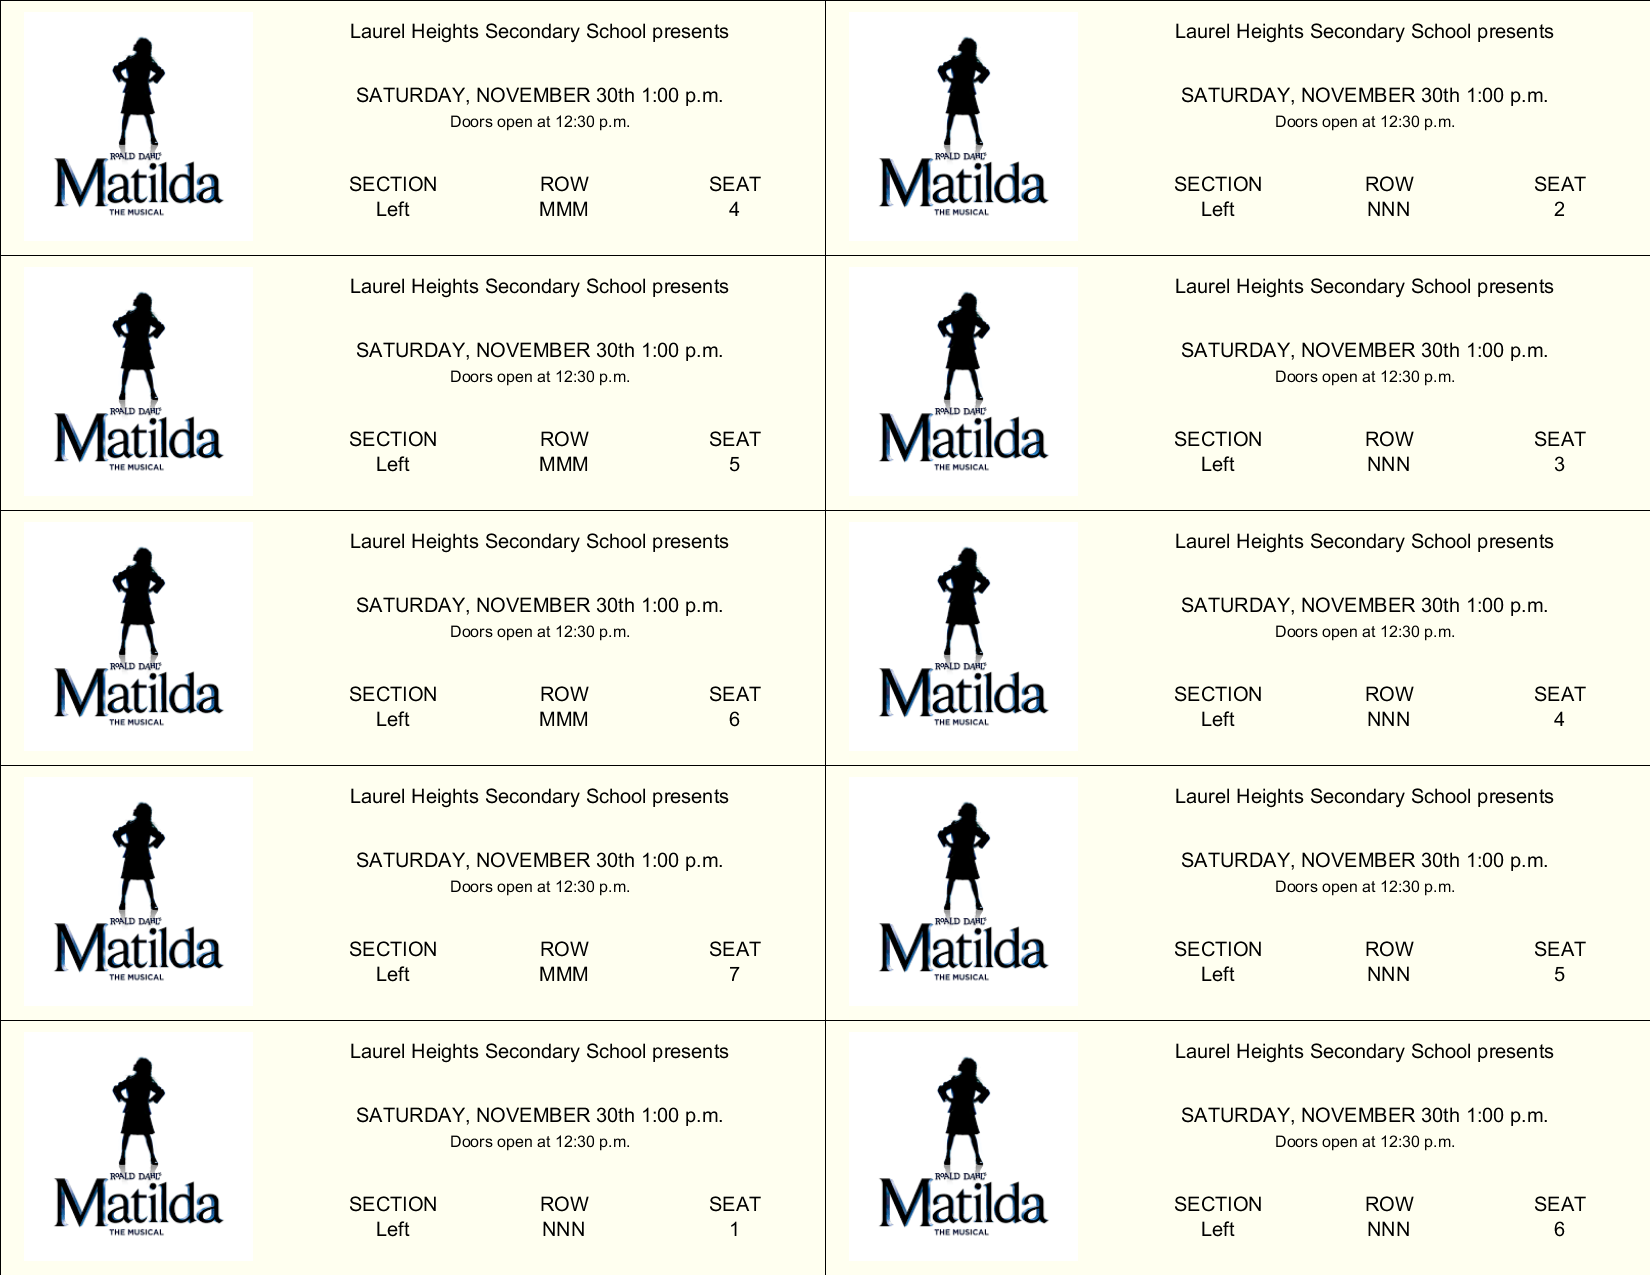 Laurel Heights Secondary School presents
SATURDAY, NOVEMBER 30th 1:00 p.m.
Doors open at 12:30 p.m.
ROALD DAHL'S
Matilda
THE MUSICAL
SECTION ROW SEAT
Left MMM 4
Laurel Heights Secondary School presents
SATURDAY, NOVEMBER 30th 1:00 p.m.
Doors open at 12:30 p.m.
ROALD DAHL'S
Matilda
THE MUSICAL
SECTION ROW SEAT
Left NNN 2
Laurel Heights Secondary School presents
SATURDAY, NOVEMBER 30th 1:00 p.m.
Doors open at 12:30 p.m.
ROALD DAHL'S
Matilda
THE MUSICAL
SECTION ROW SEAT
Left MMM 5
Laurel Heights Secondary School presents
SATURDAY, NOVEMBER 30th 1:00 p.m.
Doors open at 12:30 p.m.
ROALD DAHL'S
Matilda
THE MUSICAL
SECTION ROW SEAT
Left NNN 3
Laurel Heights Secondary School presents
SATURDAY, NOVEMBER 30th 1:00 p.m.
Doors open at 12:30 p.m.
ROALD DAHL'S
Matilda
THE MUSICAL
SECTION ROW SEAT
Left MMM 6
Laurel Heights Secondary School presents
SATURDAY, NOVEMBER 30th 1:00 p.m.
Doors open at 12:30 p.m.
ROALD DAHL'S
Matilda
THE MUSICAL
SECTION ROW SEAT
Left NNN 4
Laurel Heights Secondary School presents
SATURDAY, NOVEMBER 30th 1:00 p.m.
Doors open at 12:30 p.m.
ROALD DAHL'S
Matilda
THE MUSICAL
SECTION ROW SEAT
Left MMM 7
Laurel Heights Secondary School presents
SATURDAY, NOVEMBER 30th 1:00 p.m.
Doors open at 12:30 p.m.
ROALD DAHL'S
Matilda
THE MUSICAL
SECTION ROW SEAT
Left NNN 5
Laurel Heights Secondary School presents
SATURDAY, NOVEMBER 30th 1:00 p.m.
Doors open at 12:30 p.m.
ROALD DAHL'S
Matilda
THE MUSICAL
SECTION ROW SEAT
Left NNN 1
Laurel Heights Secondary School presents
SATURDAY, NOVEMBER 30th 1:00 p.m.
Doors open at 12:30 p.m.
ROALD DAHL'S
Matilda
THE MUSICAL
SECTION ROW SEAT
Left NNN 6